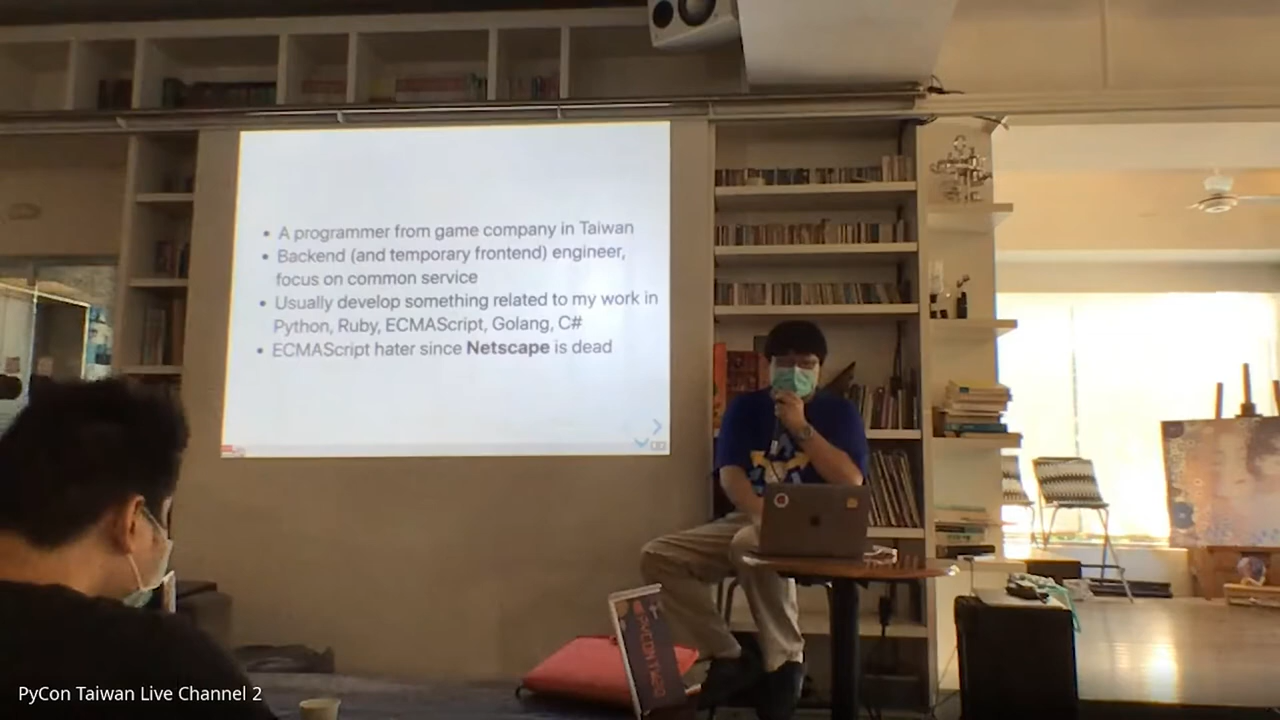 A programmer from game company in Taiwan
Backend (and temporary frontend) engineer,
focus on common service
Usually develop something related to my work in
Python, Ruby, ECMAScript, Golang, C#
ECMAScript hater since Netscape is dead
PyCon Taiwan Live Channel 2